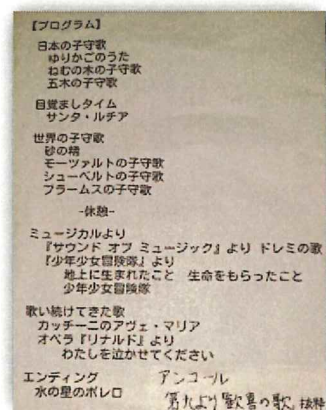 【プログラム】
日本の子守歌
ゆりかごのうた
ねむの木の子守歌
五木の子守歌
目覚ましタイム
サンタ・ルチア
世界の子守歌
砂の精
モーツァルトの子守歌
シューベルトの子守歌
ブラームスの子守歌
-休憩-
ミュージカルより
『サウンド オブ ミュージック』より ドレミの歌
『少年少女冒険隊』より
地上に生まれたこと 生命をもらったこと
少年少女冒険隊
歌い続けてきた歌
カッチーニのアヴェ・マリア
オペラ『リナルド』より
わたしを泣かせてください
エンディング
水の星のボレロ
アンコール
第九より歓喜の歌 抜粋